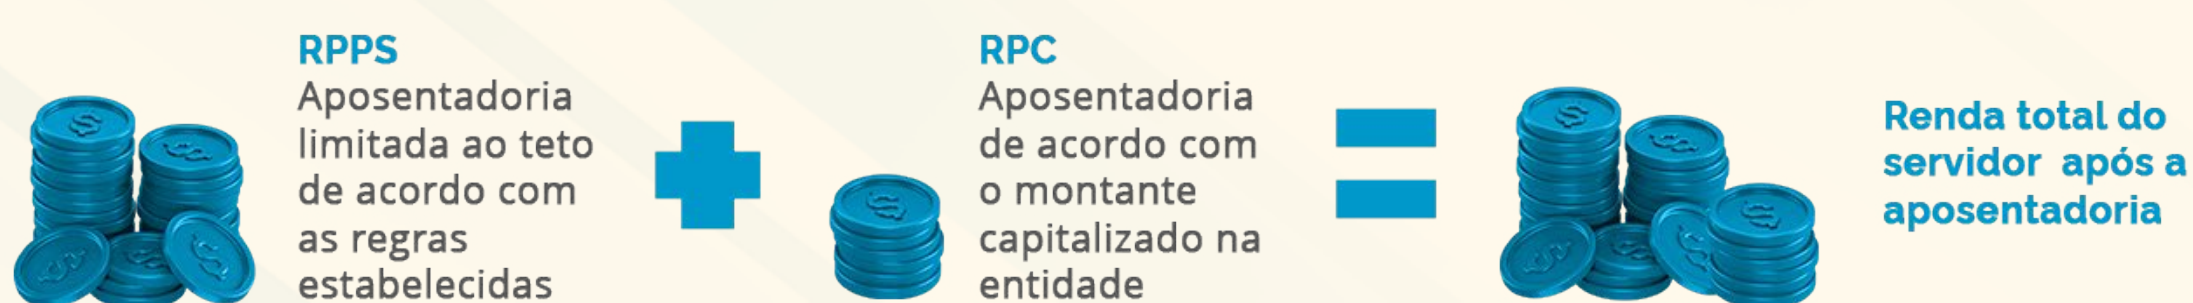 RPPS
Aposentadoria
limitada ao teto
de acordo com
as regras
estabelecidas
RPC
Aposentadoria
de acordo com
o montante
capitalizado na
entidade
Renda total do
servidor após a
aposentadoria